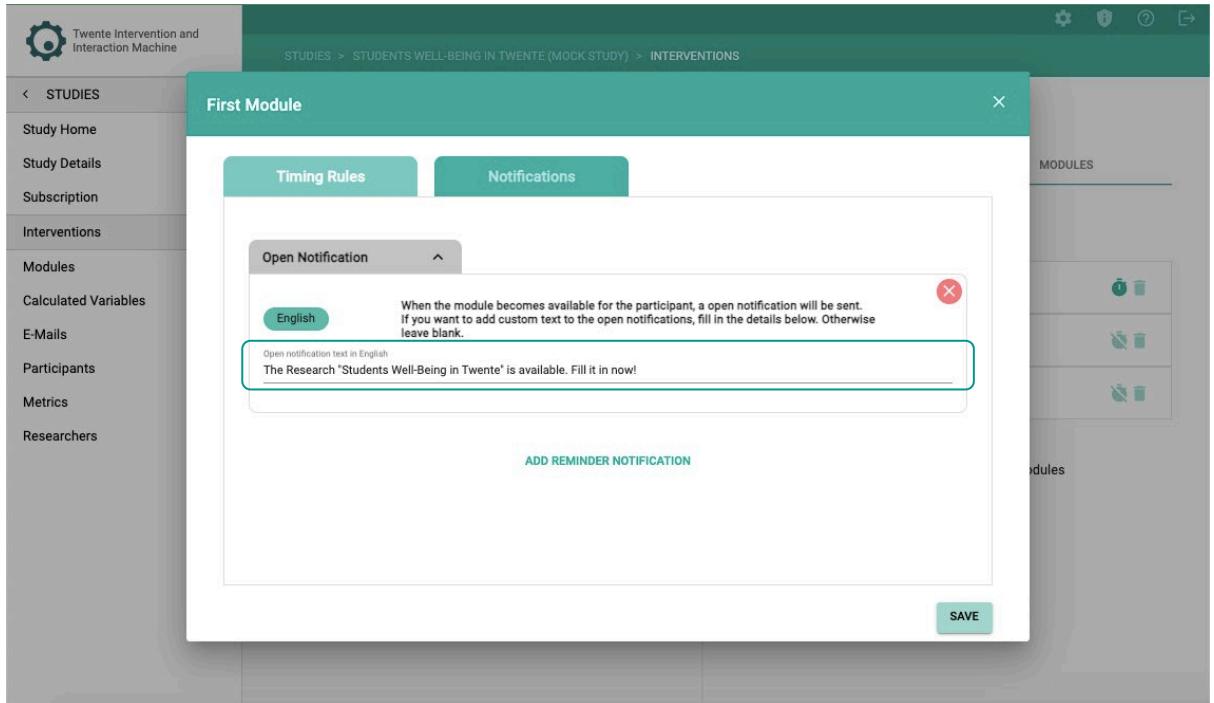 Twente Intervention and
Interaction Machine
STUDIES > STUDENTS WELL-BEING IN TWENTE (MOCK STUDY) > INTERVENTIONS
< STUDIES
Study Home
Study Details
Subscription
Interventions
Modules
Calculated Variables
E-Mails
Participants
Metrics
Researchers
First Module
Timing Rules
Notifications
MODULES
Open Notification
English
When the module becomes available for the participant, a open notification will be sent.
If you want to add custom text to the open notifications, fill in the details below. Otherwise
leave blank.
Open notification text in English
The Research "Students Well-Being in Twente" is available. Fill it in now!
ADD REMINDER NOTIFICATION
dules
SAVE